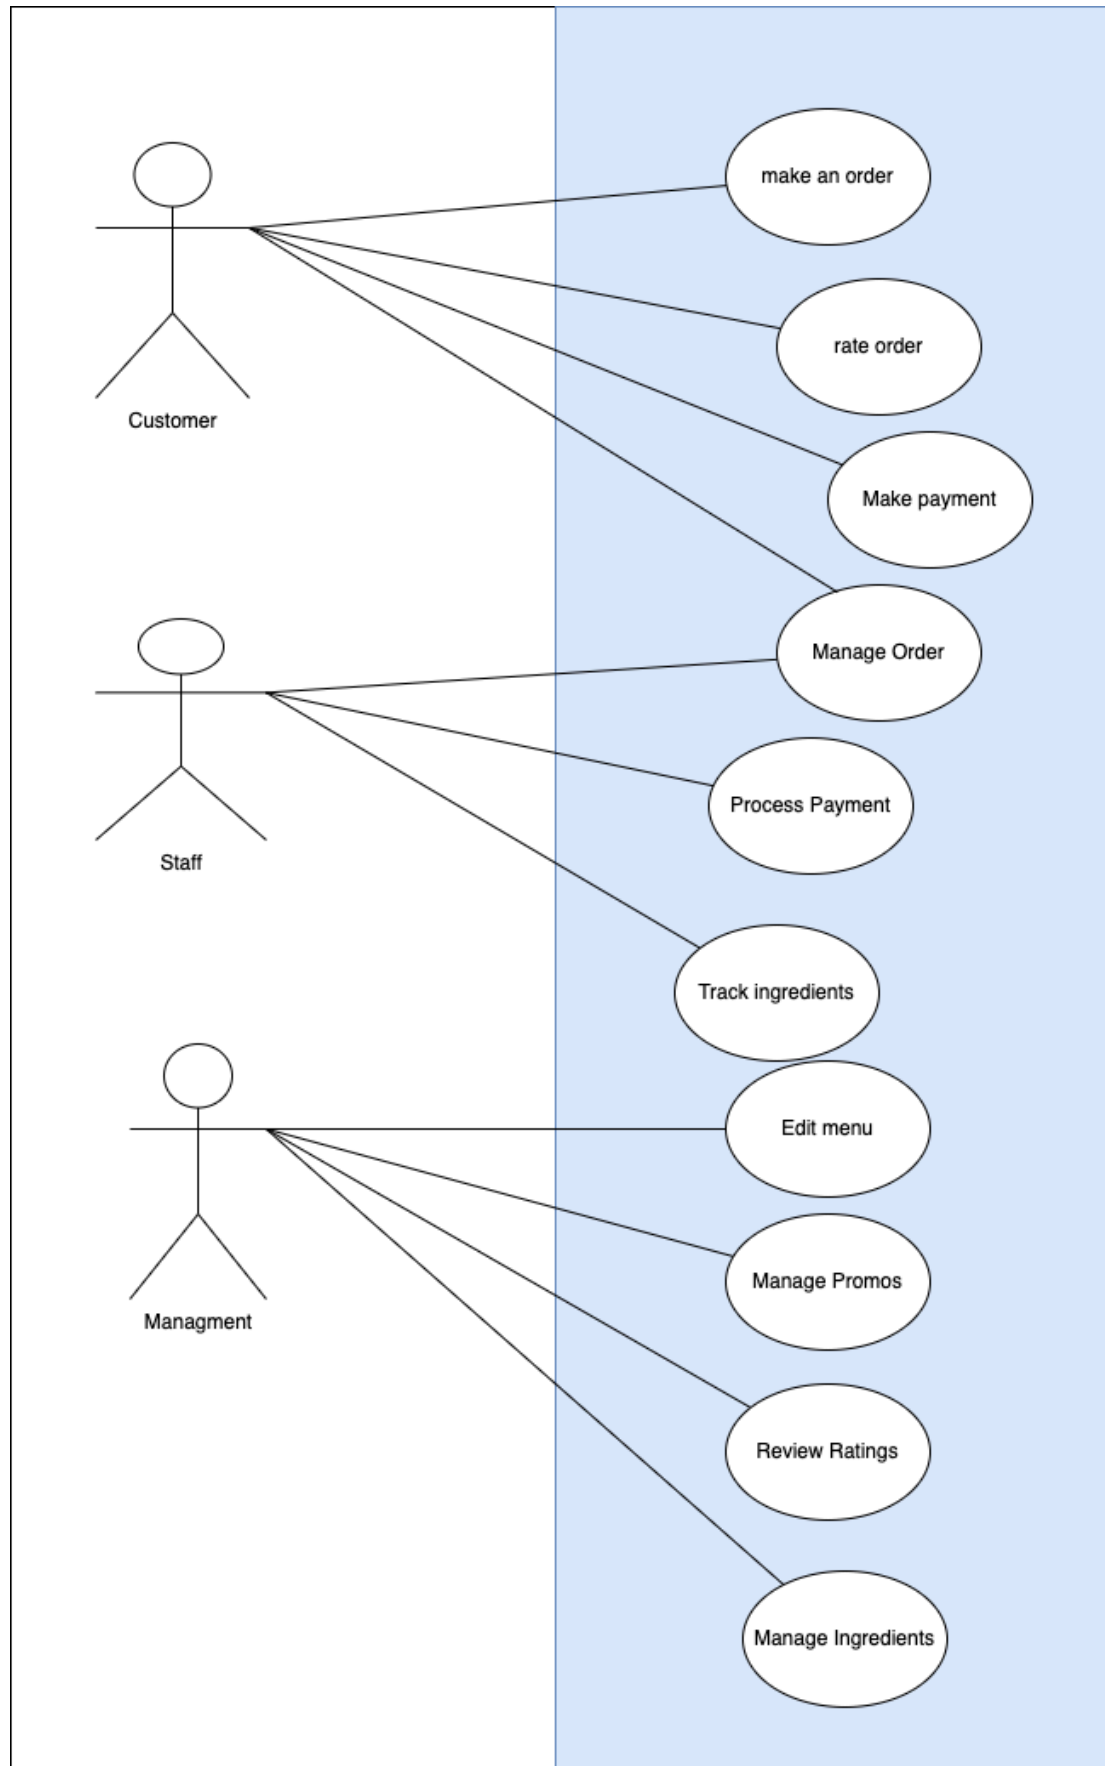 make an order
rate order
Customer
Make payment
Manage Order
Process Payment
Staff
Track ingredients
Edit menu
Manage Promos
Managment
Review Ratings
Manage Ingredients